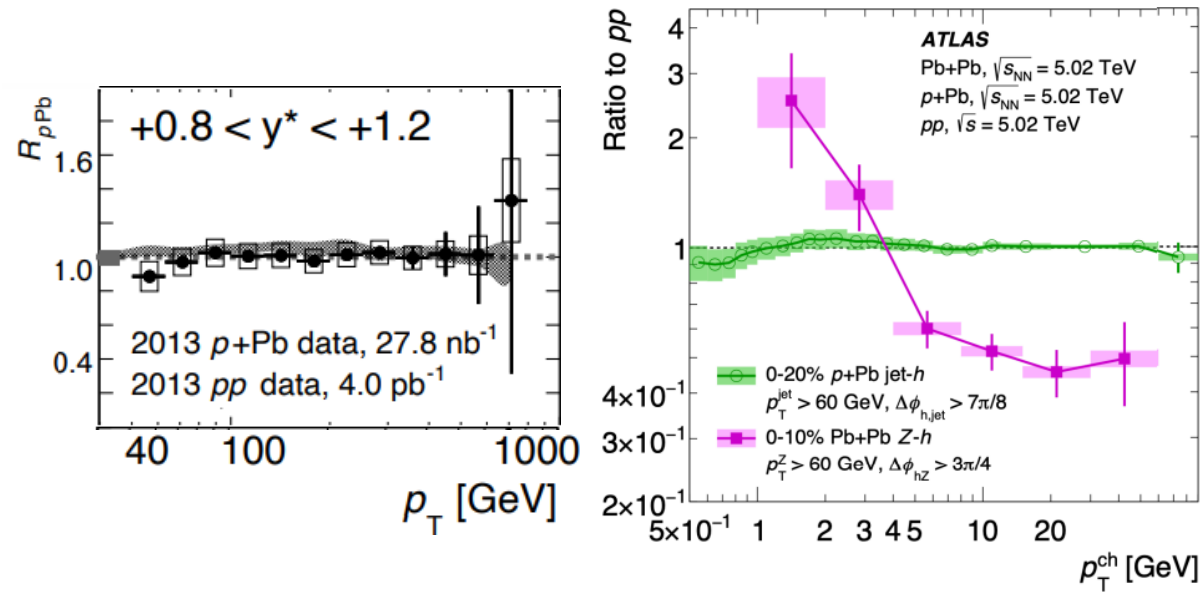 R_pPb
+0.8 < y* < +1.2
1.6
1.0
0.4
2013 p+Pb data, 27.8 nb⁻¹
2013 pp data, 4.0 pb⁻¹
40 100 1000
p_T [GeV]
Ratio to pp
4
3
2
1
4×10⁻¹
3×10⁻¹
2×10⁻¹
ATLAS
Pb+Pb, √s_NN = 5.02 TeV
p+Pb, √s_NN = 5.02 TeV
pp, √s = 5.02 TeV
0-20% p+Pb jet-h
p_T^jet > 60 GeV, Δϕ_h,jet > 7π/8
0-10% Pb+Pb Z-h
p_T^Z > 60 GeV, Δϕ_hZ > 3π/4
5×10⁻¹ 1 2 3 4 5 10 20
p_T^ch [GeV]